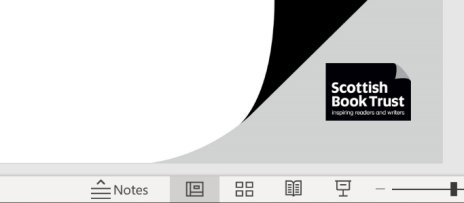 Scottish
Book Trust
Inspiring readers and writers
Notes